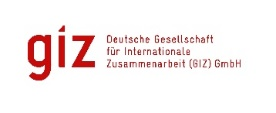 giz
Deutsche Gesellschaft
für Internationale
Zusammenarbeit (GIZ) GmbH